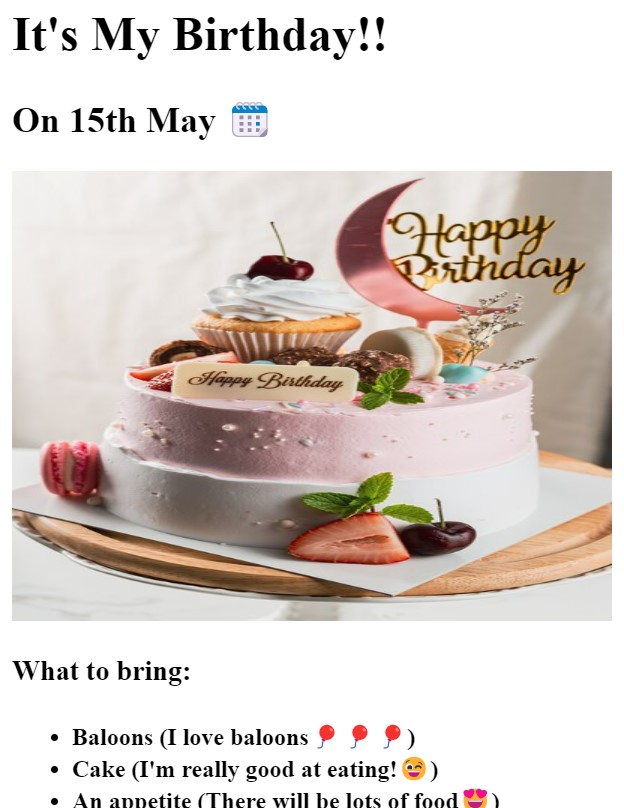 It's My Birthday!!
On 15th May 🗓️
Happy
Birthday
Happy Birthday
What to bring:
• Baloons (I love baloons🎈🎈🎈)
• Cake (I'm really good at eating!😉)
• An appetite (There will be lots of food😍)